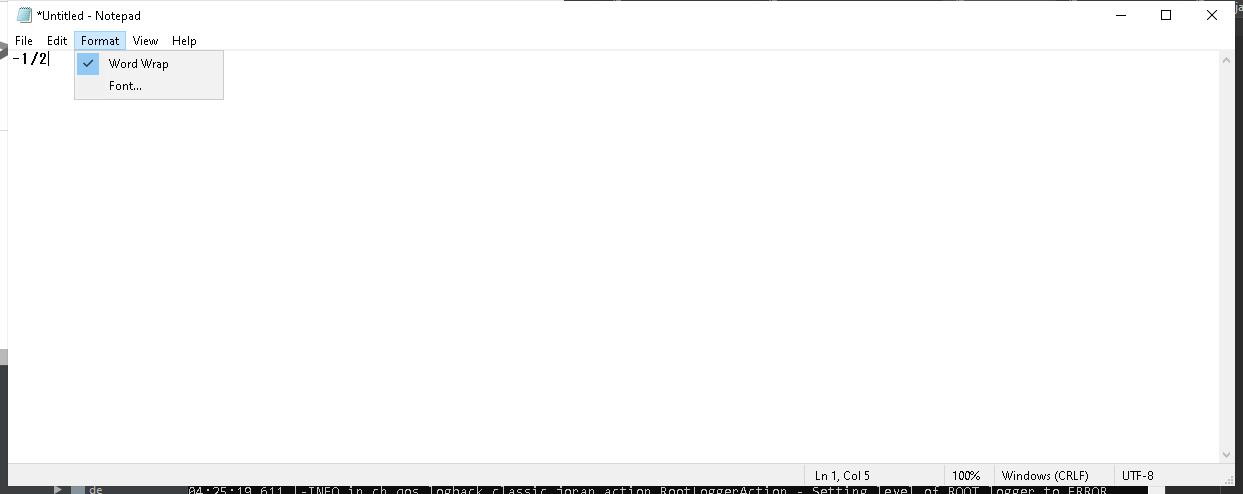 *Untitled - Notepad
File Edit Format View Help
-1/2
Word Wrap
Font...
Ln 1, Col 5 100% Windows (CRLF) UTF-8
de 04:25:19,611 |-INFO in ch.qos.logback.classic.joran.action.RootLoggerAction - Setting level of ROOT logger to ERROR